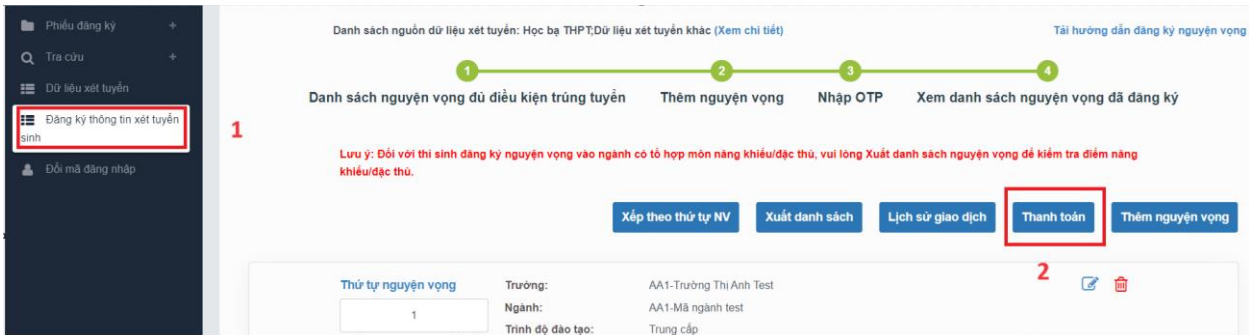 Phiếu đăng ký +
Tra cứu +
Dữ liệu xét tuyển
Đăng ký thông tin xét tuyển
sinh
Đổi mã đăng nhập
1
Danh sách nguồn dữ liệu xét tuyển: Học bạ THPT;Dữ liệu xét tuyển khác (Xem chi tiết)
Tải hướng dẫn đăng ký nguyện vọng
1 2 3 4
Danh sách nguyện vọng đủ điều kiện trúng tuyển Thêm nguyện vọng Nhập OTP Xem danh sách nguyện vọng đã đăng ký
Lưu ý: Đối với thí sinh đăng ký nguyện vọng vào ngành có tổ hợp môn năng khiếu/đặc thù, vui lòng Xuất danh sách nguyện vọng để kiểm tra điểm năng
khiếu/đặc thù.
Xếp theo thứ tự NV Xuất danh sách Lịch sử giao dịch Thanh toán Thêm nguyện vọng
2
Thứ tự nguyện vọng Trường: AA1-Trường Thị Anh Test
1 Ngành: AA1-Mã ngành test
Trình độ đào tạo: Trung cấp